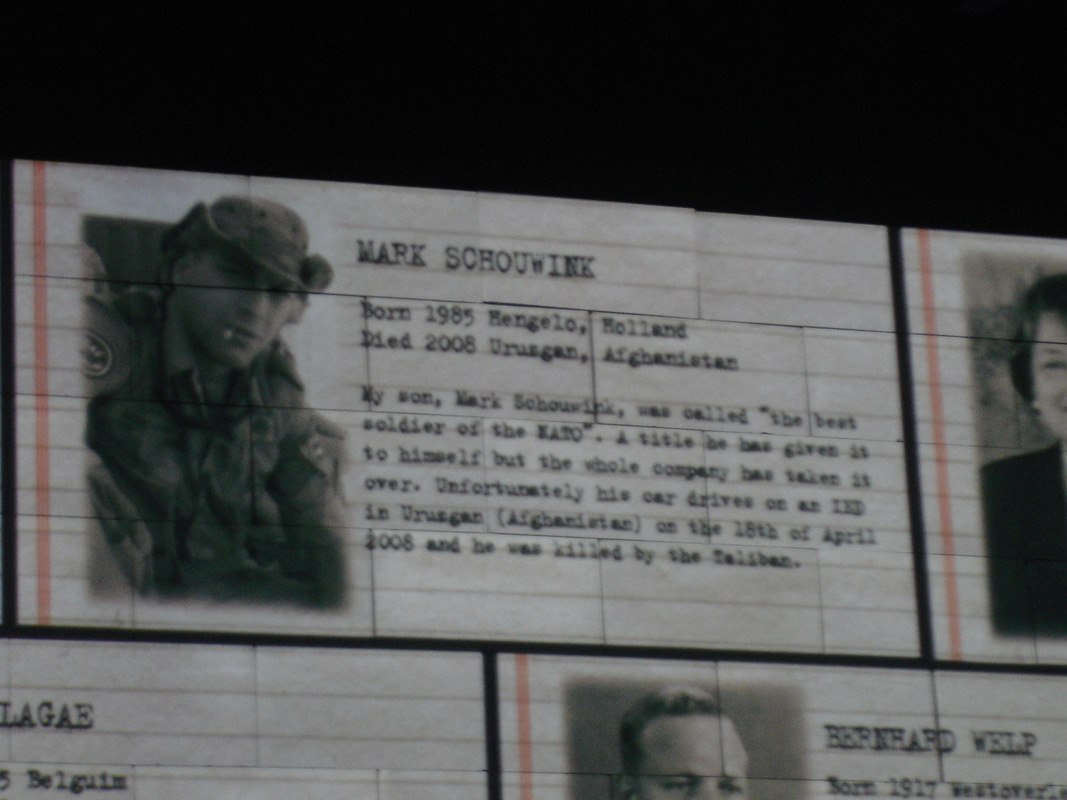 MARK SCHOUWINK
Born 1985 Hengelo, Holland
Died 2008 Uruzgan, Afghanistan
My son, Mark Schouwink, was called "the best
soldier of the NATO". A title he has given it
to himself but the whole company has taken it
over. Unfortunately his car drives on an IED
in Uruzgan (Afghanistan) on the 18th of April
2008 and he was killed by the Taliban.
LAGAE
5 Belguim
BERNHARD WELP
Born 1917 Westoverle